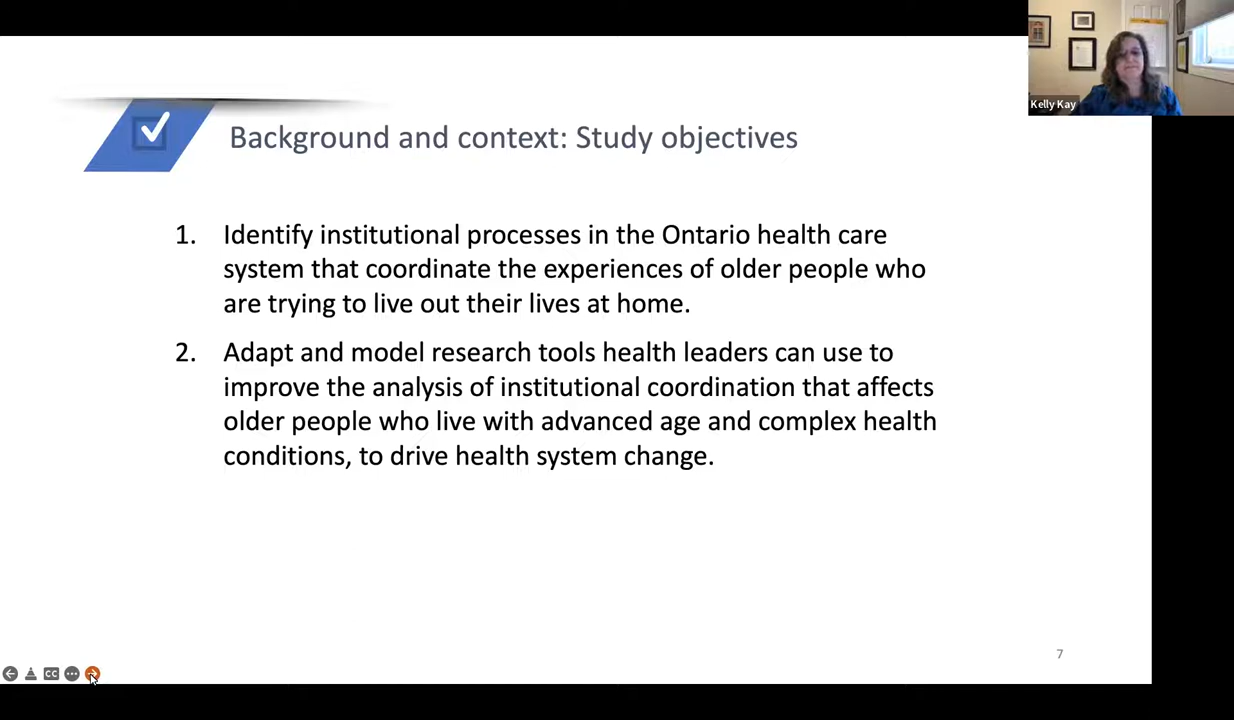 Kelly Kay
Background and context: Study objectives
1. Identify institutional processes in the Ontario health care
system that coordinate the experiences of older people who
are trying to live out their lives at home.
2. Adapt and model research tools health leaders can use to
improve the analysis of institutional coordination that affects
older people who live with advanced age and complex health
conditions, to drive health system change.
7
CC